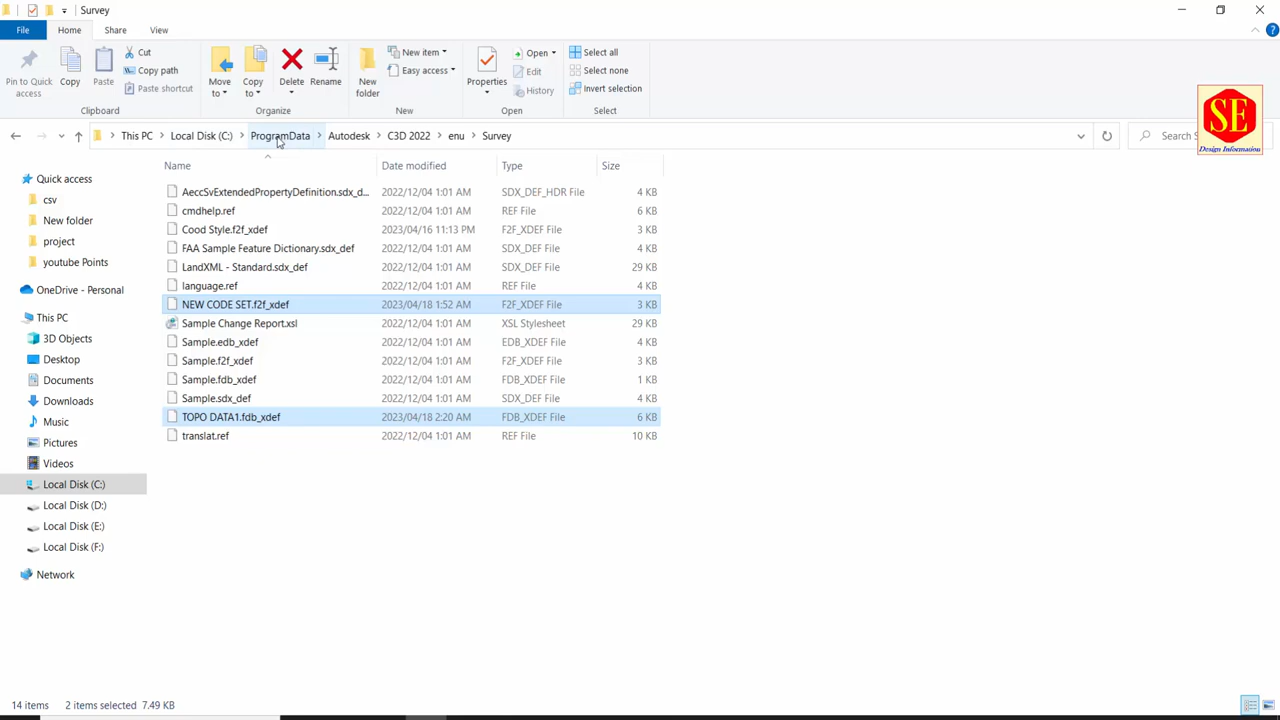 Survey
File Home Share View
Pin to Quick access
Copy
Paste
Cut
Copy path
Paste shortcut
Clipboard
Move to
Copy to
Delete
Rename
Organize
New folder
New item
Easy access
New
Properties
Open
Edit
History
Open
Select all
Select none
Invert selection
Select
This PC > Local Disk (C:) > ProgramData > Autodesk > C3D 2022 > enu > Survey
Search S
SE
Design Information
Quick access
csv
New folder
project
youtube Points
OneDrive - Personal
This PC
3D Objects
Desktop
Documents
Downloads
Music
Pictures
Videos
Local Disk (C:)
Local Disk (D:)
Local Disk (E:)
Local Disk (F:)
Network
Name Date modified Type Size
AeccSvExtendedPropertyDefinition.sdx_d... 2022/12/04 1:01 AM SDX_DEF_HDR File 4 KB
cmdhelp.ref 2022/12/04 1:01 AM REF File 6 KB
Cood Style.f2f_xdef 2023/04/16 11:13 PM F2F_XDEF File 3 KB
FAA Sample Feature Dictionary.sdx_def 2022/12/04 1:01 AM SDX_DEF File 4 KB
LandXML - Standard.sdx_def 2022/12/04 1:01 AM SDX_DEF File 29 KB
language.ref 2022/12/04 1:01 AM REF File 4 KB
NEW CODE SET.f2f_xdef 2023/04/18 1:52 AM F2F_XDEF File 3 KB
Sample Change Report.xsl 2022/12/04 1:01 AM XSL Stylesheet 29 KB
Sample.edb_xdef 2022/12/04 1:01 AM EDB_XDEF File 4 KB
Sample.f2f_xdef 2022/12/04 1:01 AM F2F_XDEF File 3 KB
Sample.fdb_xdef 2022/12/04 1:01 AM FDB_XDEF File 1 KB
Sample.sdx_def 2022/12/04 1:01 AM SDX_DEF File 4 KB
TOPO DATA1.fdb_xdef 2023/04/18 2:20 AM FDB_XDEF File 6 KB
translat.ref 2022/12/04 1:01 AM REF File 10 KB
14 items 2 items selected 7.49 KB